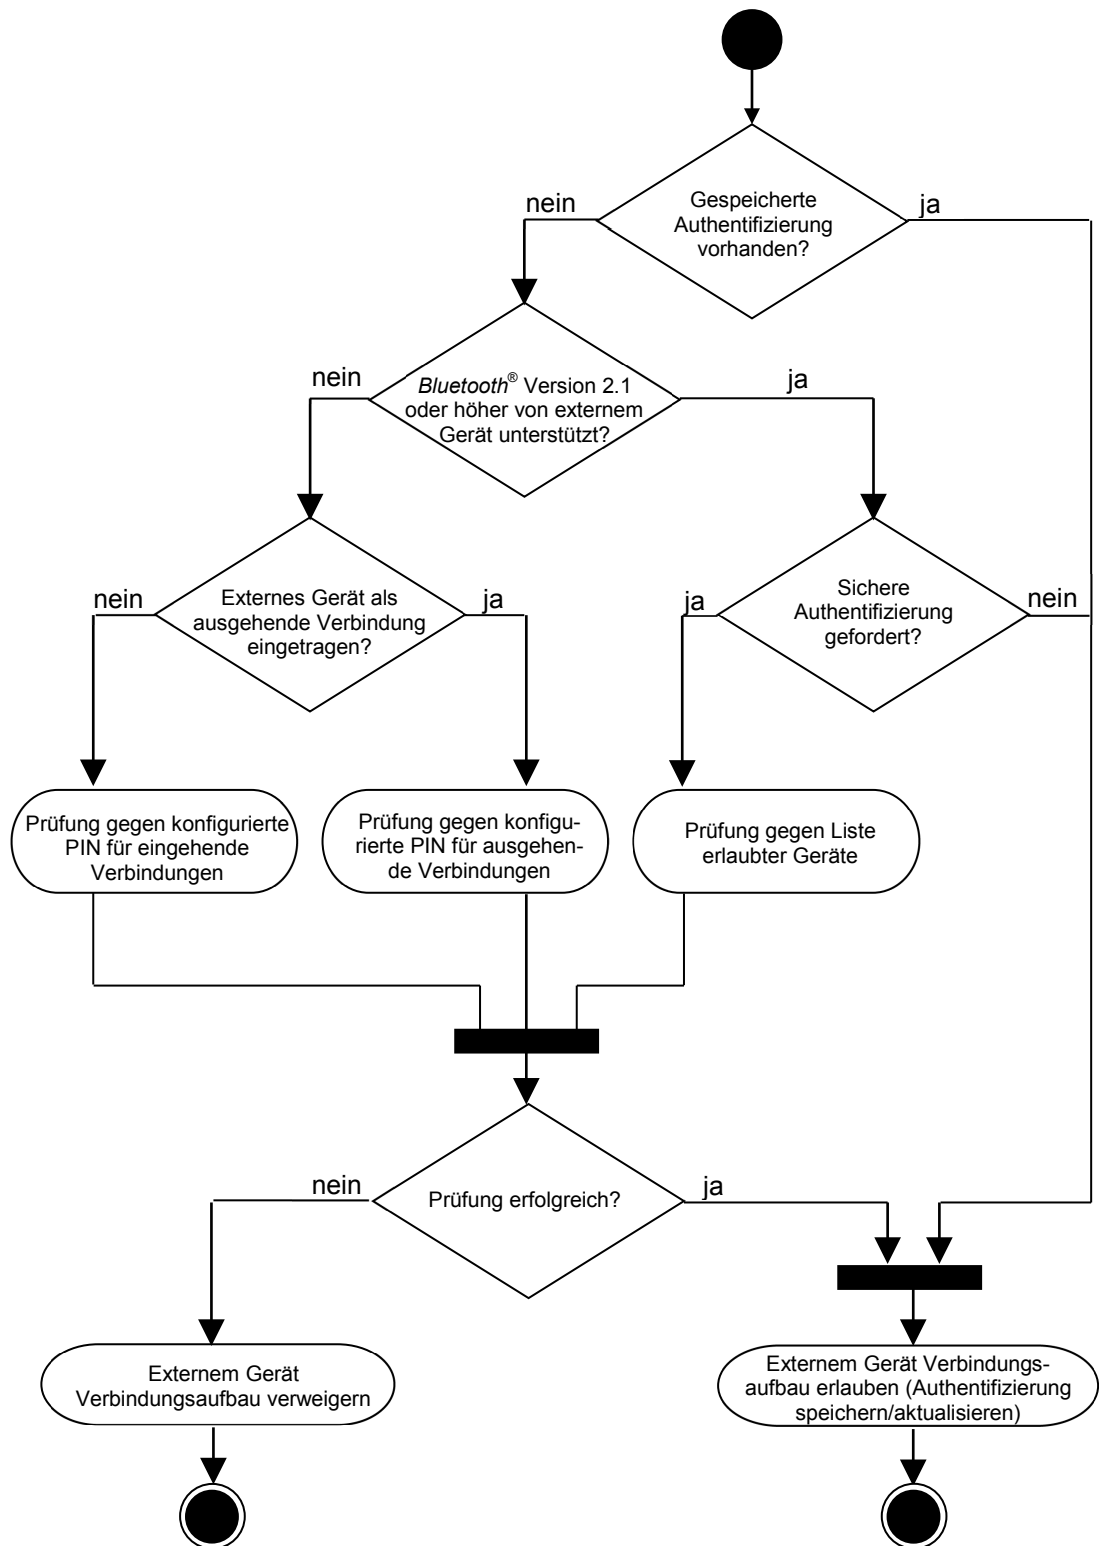 Gespeicherte
Authentifizierung
vorhanden?
nein
ja
Bluetooth® Version 2.1
oder höher von externem
Gerät unterstützt?
nein
ja
Externes Gerät als
ausgehende Verbindung
eingetragen?
nein
ja
Sichere
Authentifizierung
gefordert?
ja
nein
Prüfung gegen konfigurierte
PIN für eingehende
Verbindungen
Prüfung gegen konfigu-
rierte PIN für ausgehen-
de Verbindungen
Prüfung gegen Liste
erlaubter Geräte
Prüfung erfolgreich?
nein
ja
Externem Gerät
Verbindungsaufbau verweigern
Externem Gerät Verbindungs-
aufbau erlauben (Authentifizierung
speichern/aktualisieren)